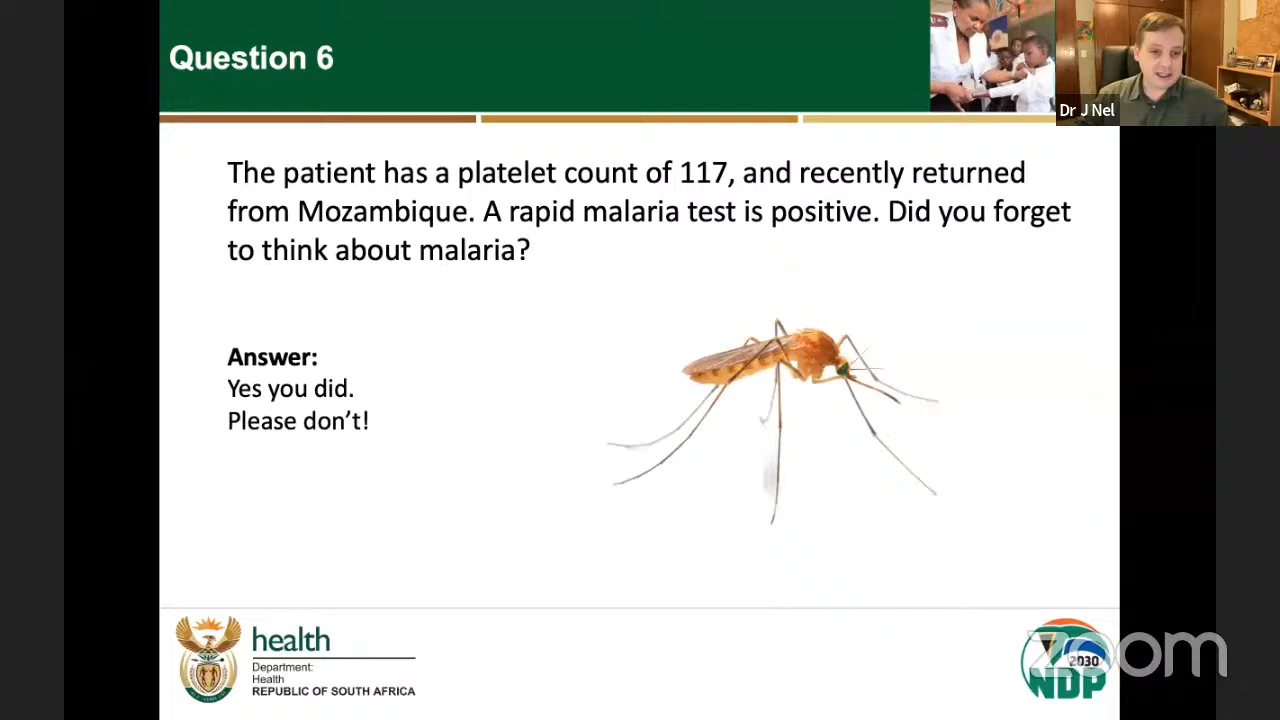 Question 6
Dr J Nel
The patient has a platelet count of 117, and recently returned
from Mozambique. A rapid malaria test is positive. Did you forget
to think about malaria?
Answer:
Yes you did.
Please don’t!
health
Department:
Health
REPUBLIC OF SOUTH AFRICA
2030
NDP
zoom